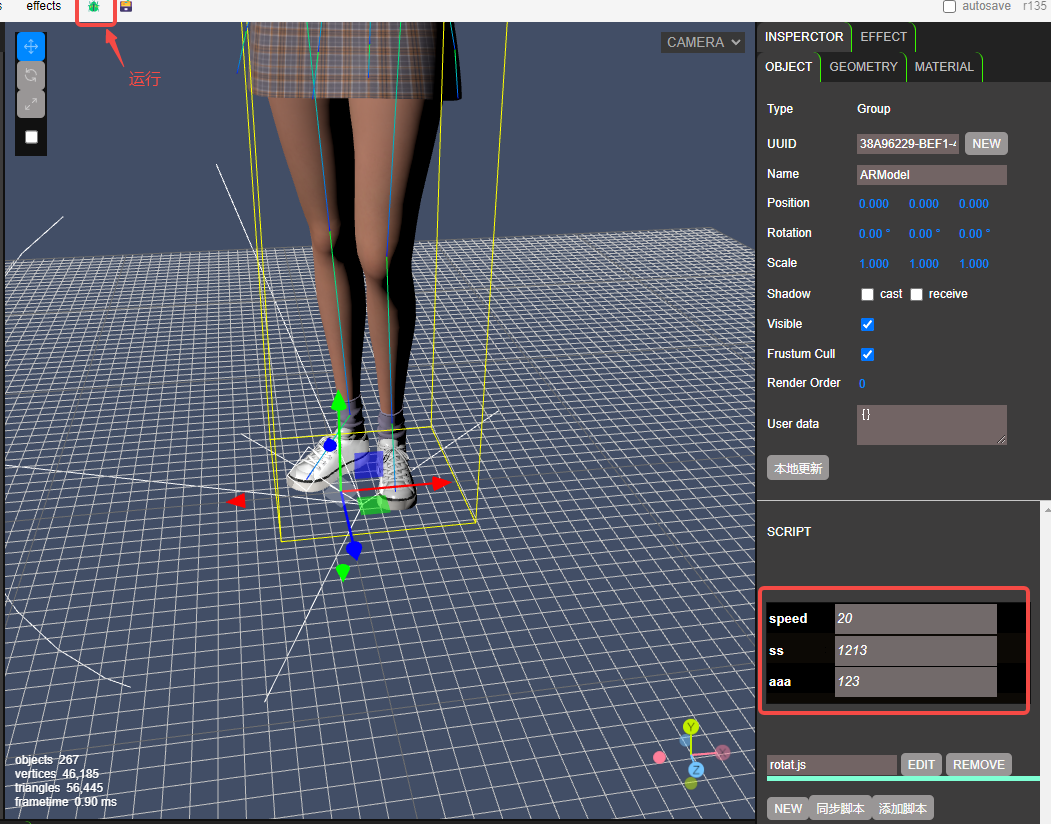 effects
autosave r135
运行
CAMERA
INSPERCTOR EFFECT
OBJECT GEOMETRY MATERIAL
Type Group
UUID 38A96229-BEF1- NEW
Name ARModel
Position 0.000 0.000 0.000
Rotation 0.00 ° 0.00 ° 0.00 °
Scale 1.000 1.000 1.000
Shadow cast receive
Visible
Frustum Cull
Render Order 0
User data {}
本地更新
SCRIPT
speed 20
ss 1213
aaa 123
rotat.js EDIT REMOVE
NEW 同步脚本 添加脚本
objects 267
vertices 46,185
triangles 56,445
frametime 0.90 ms
Y
Z